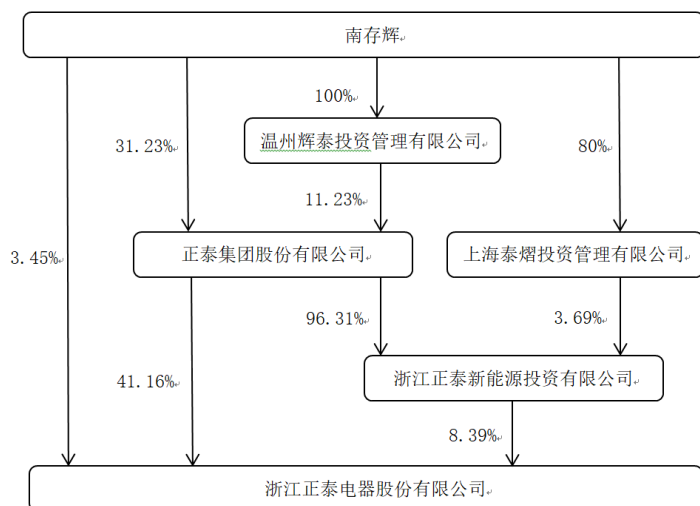 南存辉
100%
31.23%
80%
温州辉泰投资管理有限公司
11.23%
3.45%
正泰集团股份有限公司
上海泰熠投资管理有限公司
96.31%
3.69%
41.16%
浙江正泰新能源投资有限公司
8.39%
浙江正泰电器股份有限公司